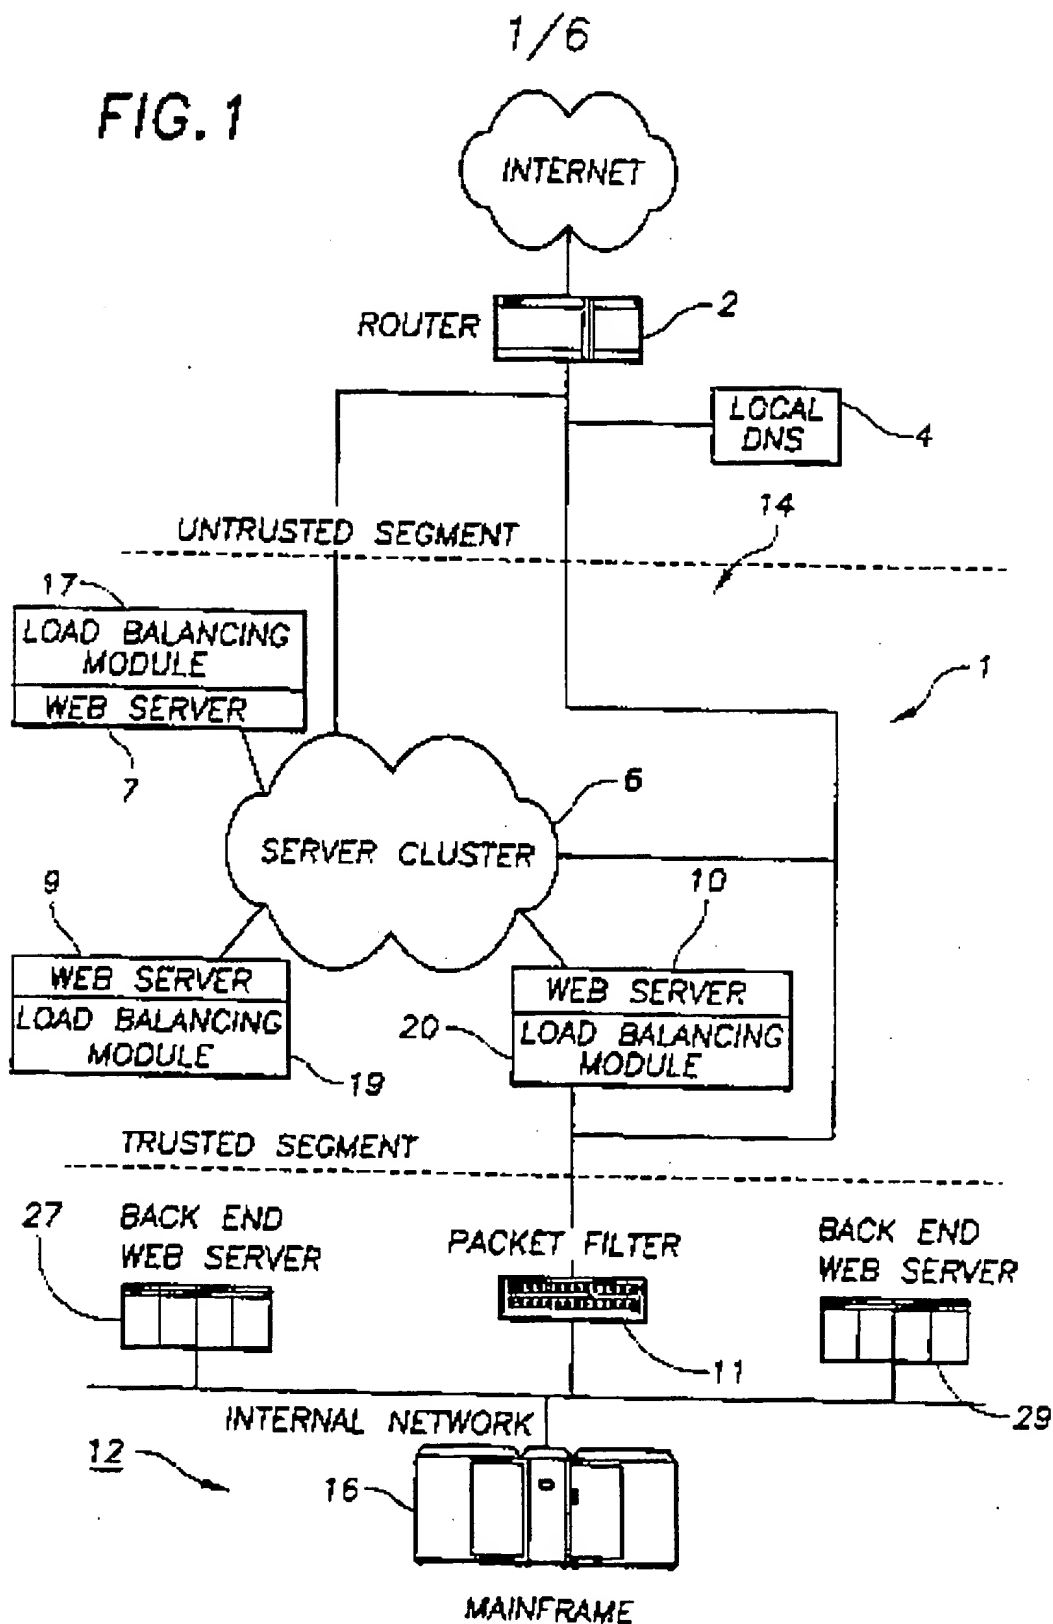 1/6
FIG. 1
INTERNET
ROUTER
2
LOCAL
DNS
4
14
UNTRUSTED SEGMENT
17
LOAD BALANCING
MODULE
WEB SERVER
7
1
6
SERVER CLUSTER
9
10
WEB SERVER
LOAD BALANCING
MODULE
19
WEB SERVER
20
LOAD BALANCING
MODULE
TRUSTED SEGMENT
27
BACK END
WEB SERVER
PACKET FILTER
BACK END
WEB SERVER
11
29
INTERNAL NETWORK
12
16
MAINFRAME